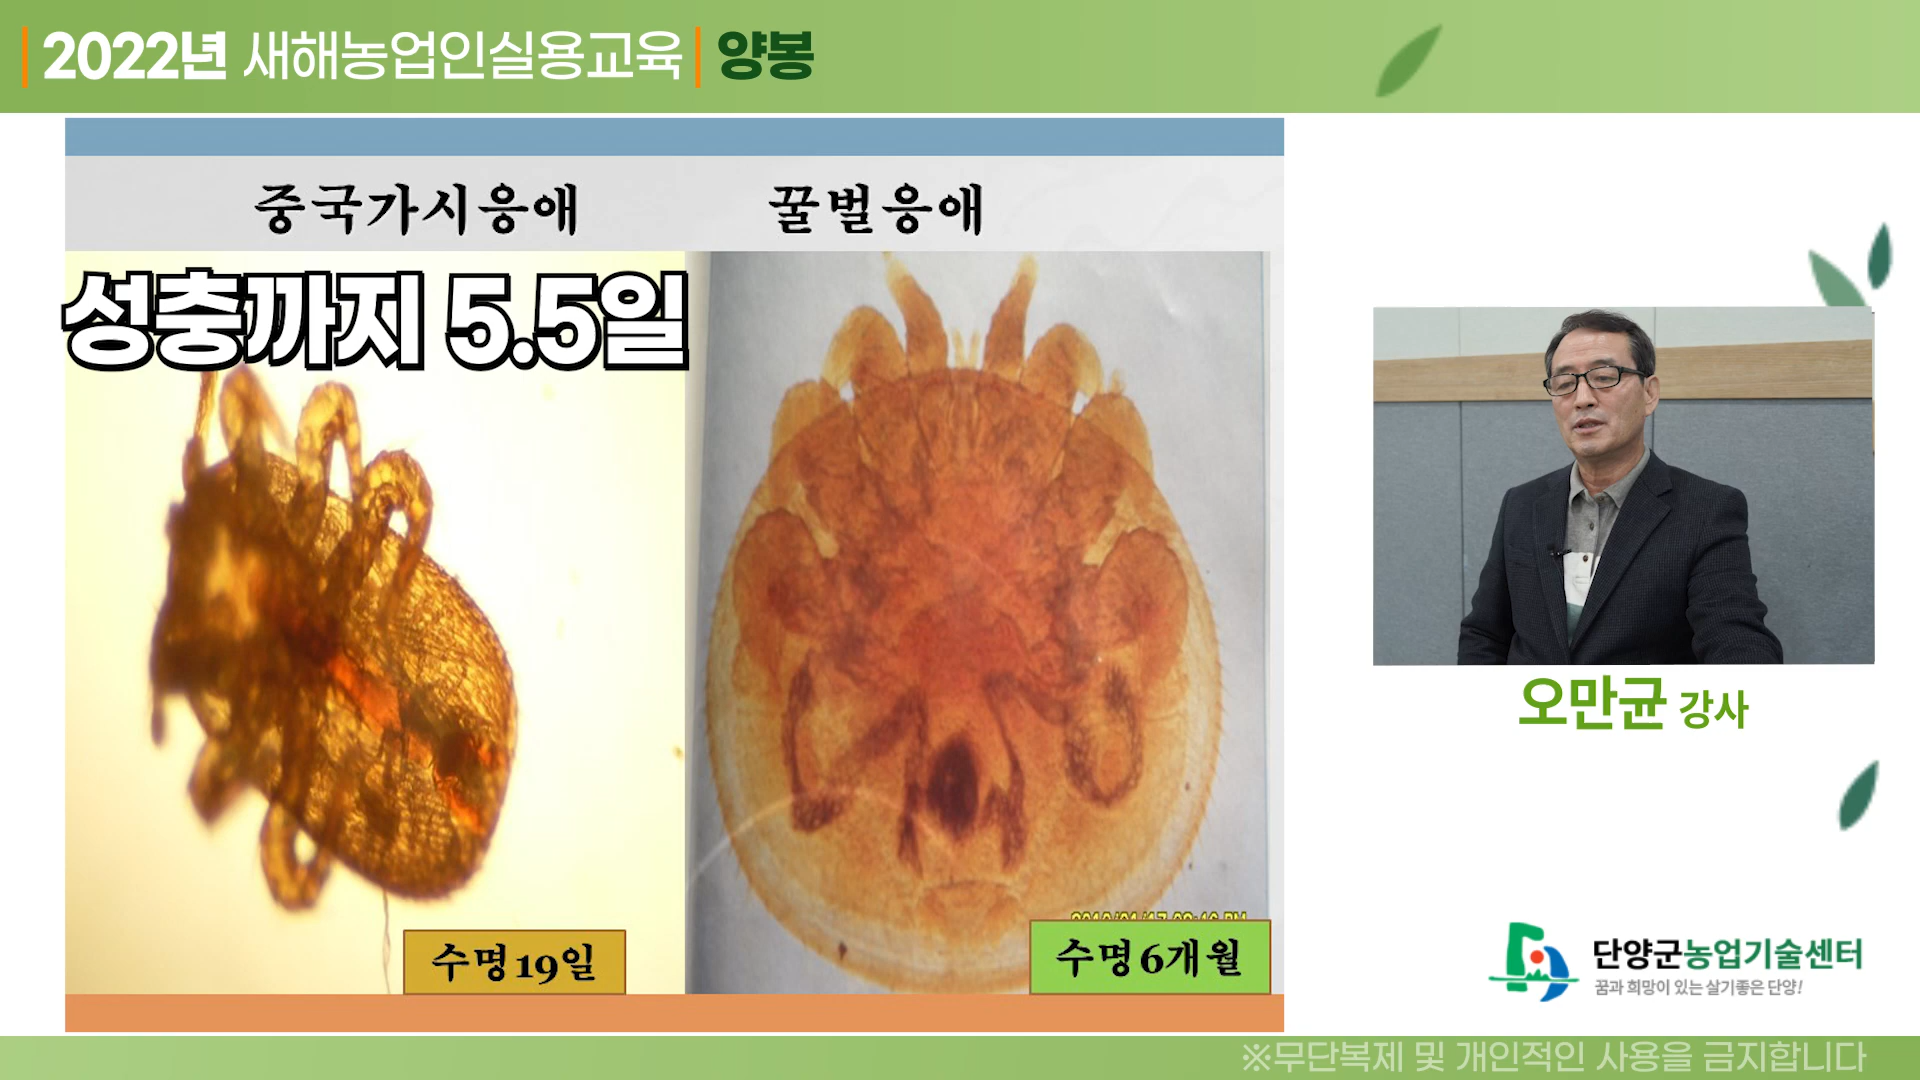 2022년 새해농업인실용교육 양봉
중국가시응애 꿀벌응애
성충까지 5.5일
수명19일
수명6개월
오만균 강사
단양군농업기술센터
꿈과 희망이 있는 살기좋은 단양!
※무단복제 및 개인적인 사용을 금지합니다